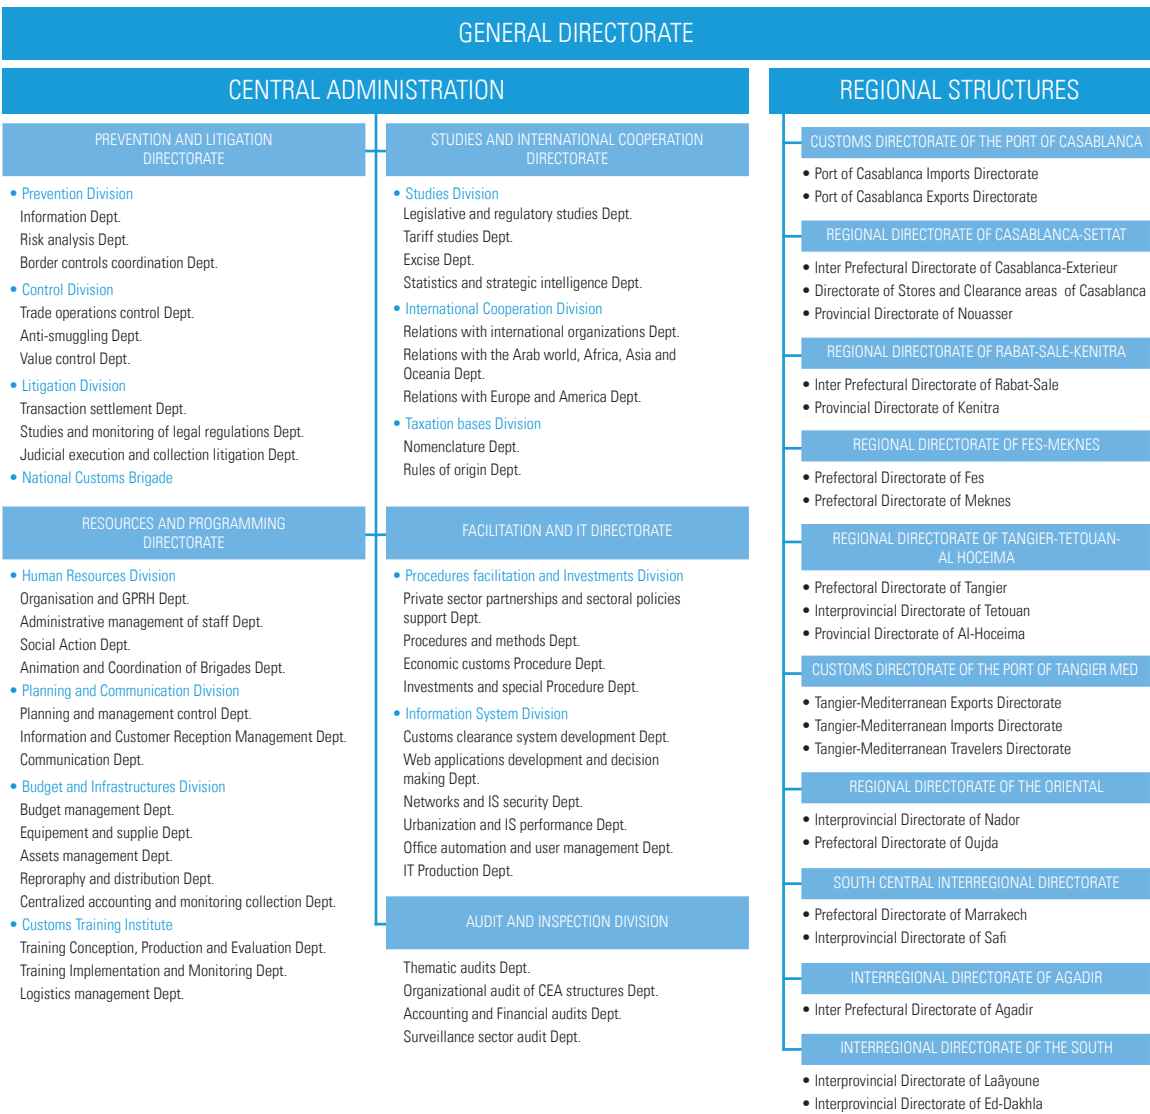 GENERAL DIRECTORATE
CENTRAL ADMINISTRATION
PREVENTION AND LITIGATION
DIRECTORATE
• Prevention Division
Information Dept.
Risk analysis Dept.
Border controls coordination Dept.
• Control Division
Trade operations control Dept.
Anti-smuggling Dept.
Value control Dept.
• Litigation Division
Transaction settlement Dept.
Studies and monitoring of legal regulations Dept.
Judicial execution and collection litigation Dept.
• National Customs Brigade
STUDIES AND INTERNATIONAL COOPERATION
DIRECTORATE
• Studies Division
Legislative and regulatory studies Dept.
Tariff studies Dept.
Excise Dept.
Statistics and strategic intelligence Dept.
• International Cooperation Division
Relations with international organizations Dept.
Relations with the Arab world, Africa, Asia and
Oceania Dept.
Relations with Europe and America Dept.
• Taxation bases Division
Nomenclature Dept.
Rules of origin Dept.
RESOURCES AND PROGRAMMING
DIRECTORATE
• Human Resources Division
Organisation and GPRH Dept.
Administrative management of staff Dept.
Social Action Dept.
Animation and Coordination of Brigades Dept.
• Planning and Communication Division
Planning and management control Dept.
Information and Customer Reception Management Dept.
Communication Dept.
• Budget and Infrastructures Division
Budget management Dept.
Equipement and supplie Dept.
Assets management Dept.
Reproraphy and distribution Dept.
Centralized accounting and monitoring collection Dept.
• Customs Training Institute
Training Conception, Production and Evaluation Dept.
Training Implementation and Monitoring Dept.
Logistics management Dept.
FACILITATION AND IT DIRECTORATE
• Procedures facilitation and Investments Division
Private sector partnerships and sectoral policies
support Dept.
Procedures and methods Dept.
Economic customs Procedure Dept.
Investments and special Procedure Dept.
• Information System Division
Customs clearance system development Dept.
Web applications development and decision
making Dept.
Networks and IS security Dept.
Urbanization and IS performance Dept.
Office automation and user management Dept.
IT Production Dept.
AUDIT AND INSPECTION DIVISION
Thematic audits Dept.
Organizational audit of CEA structures Dept.
Accounting and Financial audits Dept.
Surveillance sector audit Dept.
REGIONAL STRUCTURES
CUSTOMS DIRECTORATE OF THE PORT OF CASABLANCA
• Port of Casablanca Imports Directorate
• Port of Casablanca Exports Directorate
REGIONAL DIRECTORATE OF CASABLANCA-SETTAT
• Inter Prefectural Directorate of Casablanca-Exterieur
• Directorate of Stores and Clearance areas of Casablanca
• Provincial Directorate of Nouasser
REGIONAL DIRECTORATE OF RABAT-SALE-KENITRA
• Inter Prefectural Directorate of Rabat-Sale
• Provincial Directorate of Kenitra
REGIONAL DIRECTORATE OF FES-MEKNES
• Prefectoral Directorate of Fes
• Prefectoral Directorate of Meknes
REGIONAL DIRECTORATE OF TANGIER-TETOUAN-
AL HOCEIMA
• Prefectoral Directorate of Tangier
• Interprovincial Directorate of Tetouan
• Provincial Directorate of Al-Hoceima
CUSTOMS DIRECTORATE OF THE PORT OF TANGIER MED
• Tangier-Mediterranean Exports Directorate
• Tangier-Mediterranean Imports Directorate
• Tangier-Mediterranean Travelers Directorate
REGIONAL DIRECTORATE OF THE ORIENTAL
• Interprovincial Directorate of Nador
• Prefectoral Directorate of Oujda
SOUTH CENTRAL INTERREGIONAL DIRECTORATE
• Prefectoral Directorate of Marrakech
• Interprovincial Directorate of Safi
INTERREGIONAL DIRECTORATE OF AGADIR
• Inter Prefectural Directorate of Agadir
INTERREGIONAL DIRECTORATE OF THE SOUTH
• Interprovincial Directorate of Laâyoune
• Interprovincial Directorate of Ed-Dakhla